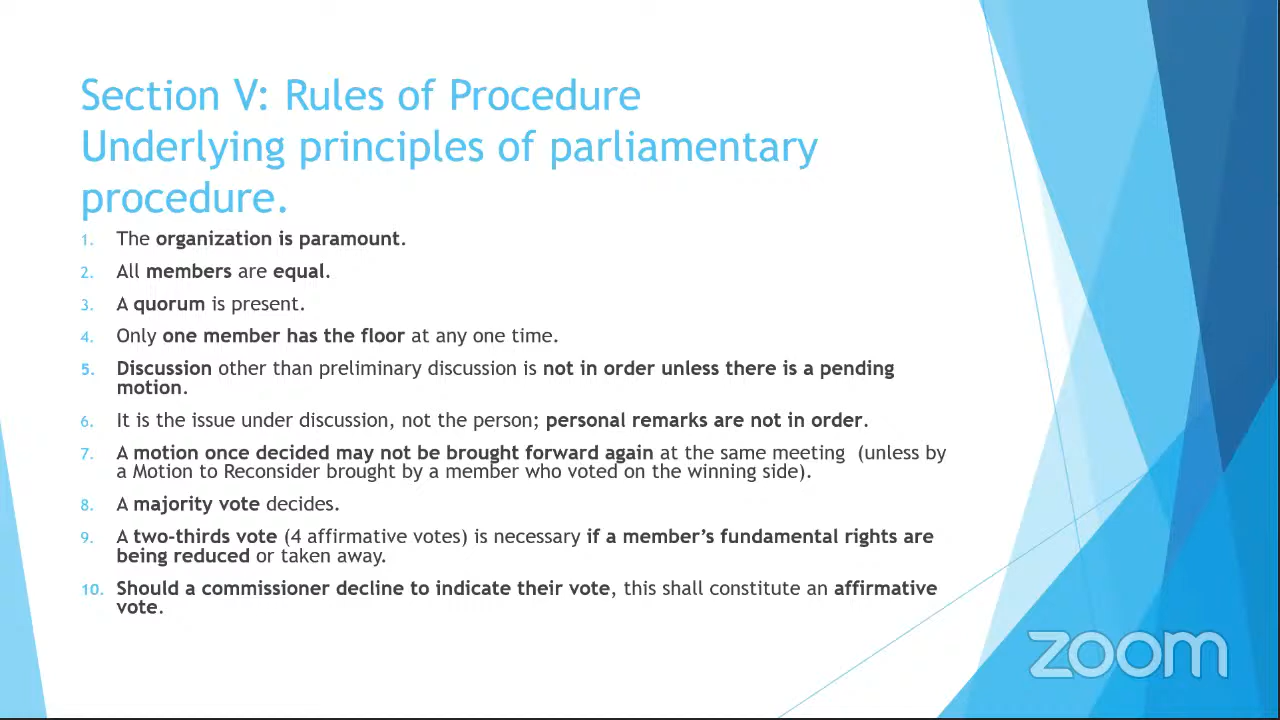 Section V: Rules of Procedure
Underlying principles of parliamentary
procedure.
1. The organization is paramount.
2. All members are equal.
3. A quorum is present.
4. Only one member has the floor at any one time.
5. Discussion other than preliminary discussion is not in order unless there is a pending
motion.
6. It is the issue under discussion, not the person; personal remarks are not in order.
7. A motion once decided may not be brought forward again at the same meeting (unless by
a Motion to Reconsider brought by a member who voted on the winning side).
8. A majority vote decides.
9. A two-thirds vote (4 affirmative votes) is necessary if a member’s fundamental rights are
being reduced or taken away.
10. Should a commissioner decline to indicate their vote, this shall constitute an affirmative
vote.
zoom